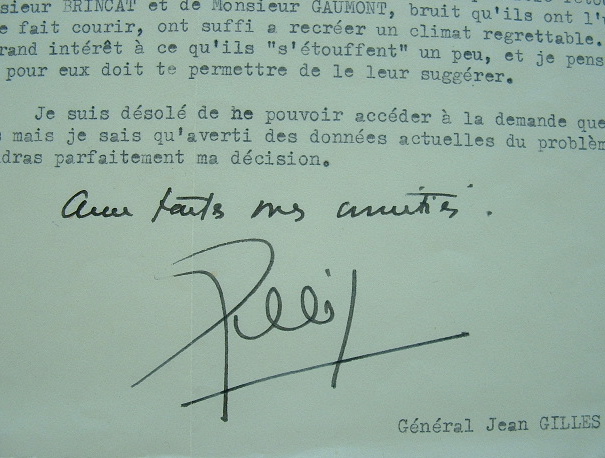 sieur BRINCAT et de Monsieur GAUMONT, bruit qu'ils ont l'
e fait courir, ont suffi a recréer un climat regrettable.
rand intérêt à ce qu'ils "s'étouffent" un peu, et je pens
pour eux doit te permettre de le leur suggérer.
Je suis désolé de ne pouvoir accéder à la demande que
s mais je sais qu'averti des données actuelles du problèm
dras parfaitement ma décision.
Avec toutes mes amitiés.
Gilles
Général Jean GILLES